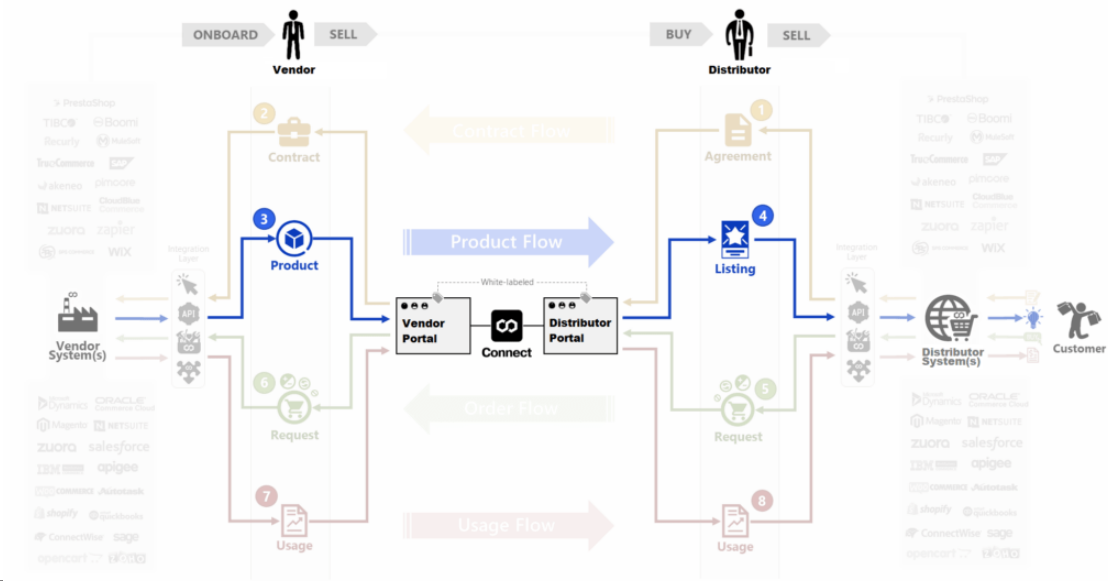 ONBOARD
SELL
BUY
SELL
Vendor
Distributor
PrestaShop
TIBCO Boomi
Recurly MuleSoft
SAP
akeneo pimcore
NETSUITE CloudBlue Commerce
zuora zapier
WIX
2
Contract
Contract Flow
1
Agreement
PrestaShop
TIBCO Boomi
Recurly MuleSoft
SAP
akeneo pimcore
NETSUITE CloudBlue Commerce
zuora zapier
WIX
3
Product
Product Flow
4
Listing
Integration
Layer
API
White-labeled
Vendor
Portal
Connect
Distributor
Portal
Integration
Layer
API
Vendor
System(s)
Distributor
System(s)
Customer
6
Request
Order Flow
5
Request
7
Usage
Usage Flow
8
Usage
Dynamics ORACLE
Commerce Cloud
Magento NETSUITE
zuora salesforce
IBM apigee
COMMERCE Autotask
shopify quickbooks
ConnectWise sage
opencart
Dynamics ORACLE
Commerce Cloud
Magento NETSUITE
zuora salesforce
IBM apigee
COMMERCE Autotask
shopify quickbooks
ConnectWise sage
opencart